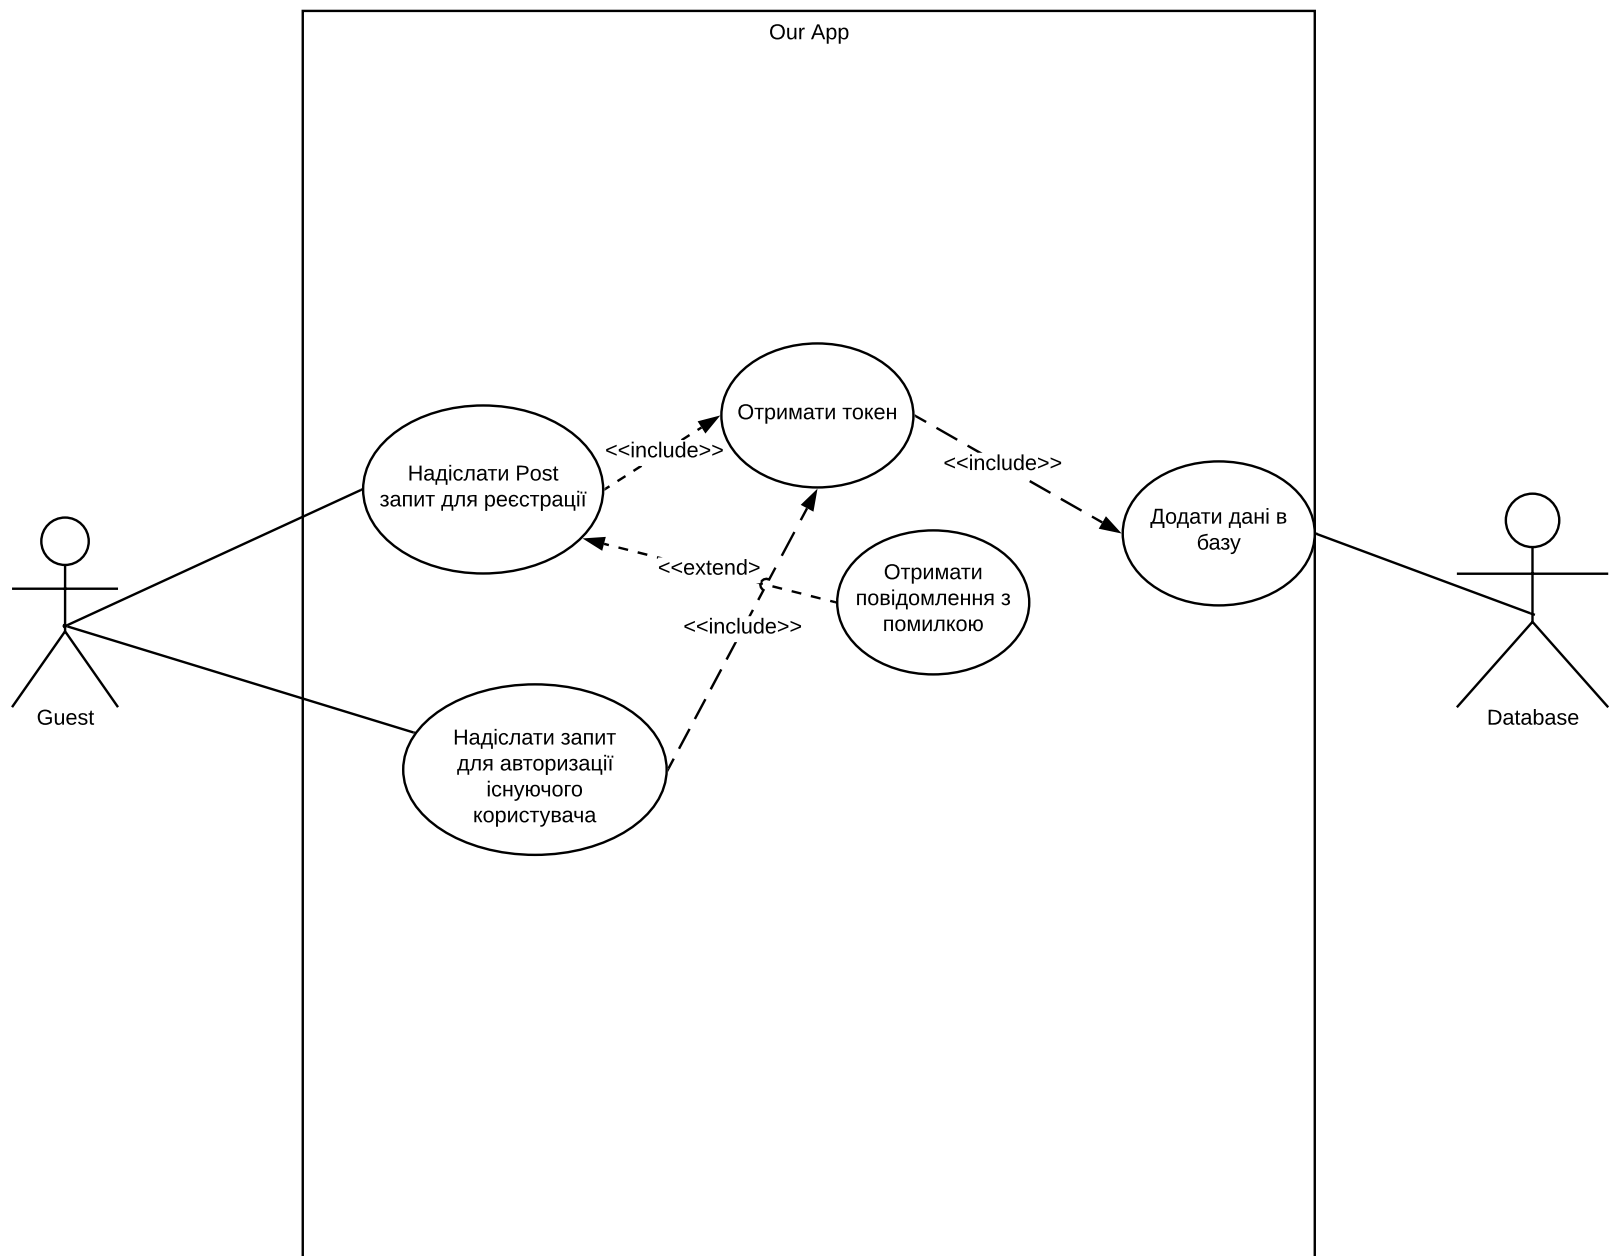 Our App
Отримати токен
<<include>>
<<include>>
Надіслати Post
запит для реєстрації
Додати дані в
базу
<<extend>
Отримати
повідомлення з
помилкою
<<include>>
Guest
Database
Надіслати запит
для авторизації
існуючого
користувача